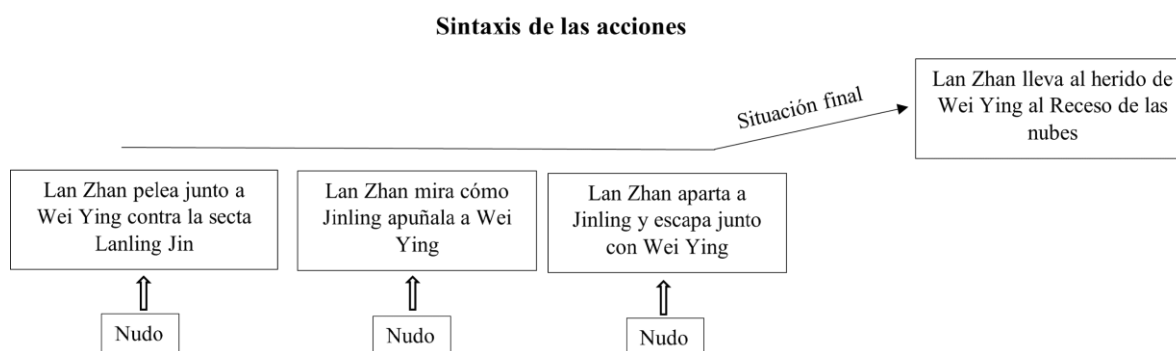 Sintaxis de las acciones
Situación final
Lan Zhan lleva al herido de
Wei Ying al Receso de las
nubes
Lan Zhan pelea junto a
Wei Ying contra la secta
Lanling Jin
Lan Zhan mira cómo
Jinling apuñala a Wei
Ying
Lan Zhan aparta a
Jinling y escapa junto
con Wei Ying
Nudo
Nudo
Nudo